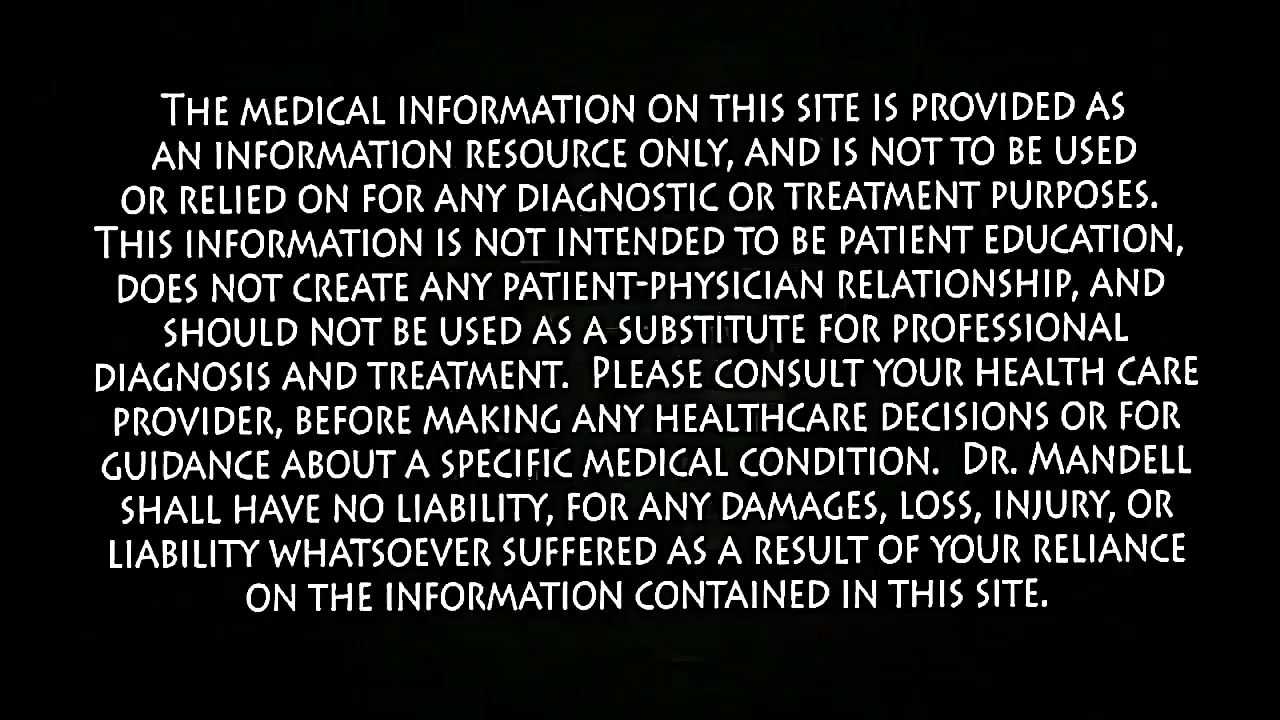 The medical information on this site is provided as
an information resource only, and is not to be used
or relied on for any diagnostic or treatment purposes.
This information is not intended to be patient education,
does not create any patient-physician relationship, and
should not be used as a substitute for professional
diagnosis and treatment.  Please consult your health care
provider, before making any healthcare decisions or for
guidance about a specific medical condition.  Dr. Mandell
shall have no liability, for any damages, loss, injury, or
liability whatsoever suffered as a result of your reliance
on the information contained in this site.